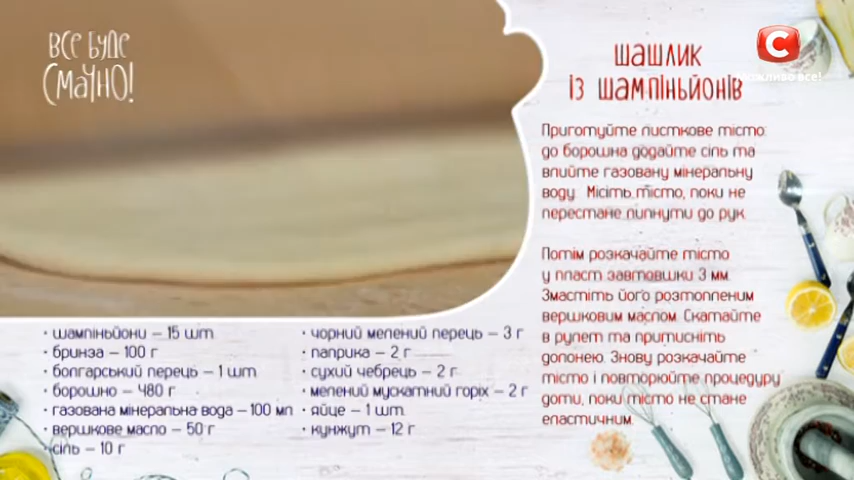 ВСЕ БУДЕ
СМАЧНО!
С
Можливо все!
ШАШЛИК
ІЗ ШАМПІНЬЙОНІВ
Приготуйте листкове тісто:
до борошна додайте сіль та
влийте газовану мінеральну
воду. Місіть тісто, поки не
перестане липнути до рук.
Потім розкачайте тісто
у пласт завтовшки 3 мм.
Змастіть його розтопленим
вершковим маслом. Скатайте
в рулет та притисніть
долонею. Знову розкачайте
тісто і повторюйте процедуру
доти, поки тісто не стане
еластичним.
• шампіньйони – 15 шт.
• бринза – 100 г
• болгарський перець – 1 шт.
• борошно – 480 г
• газована мінеральна вода – 100 мл
• вершкове масло – 50 г
• сіль – 10 г
• чорний мелений перець – 3 г
• паприка – 2 г
• сухий чебрець – 2 г
• мелений мускатний горіх – 2 г
• яйце – 1 шт.
• кунжут – 12 г